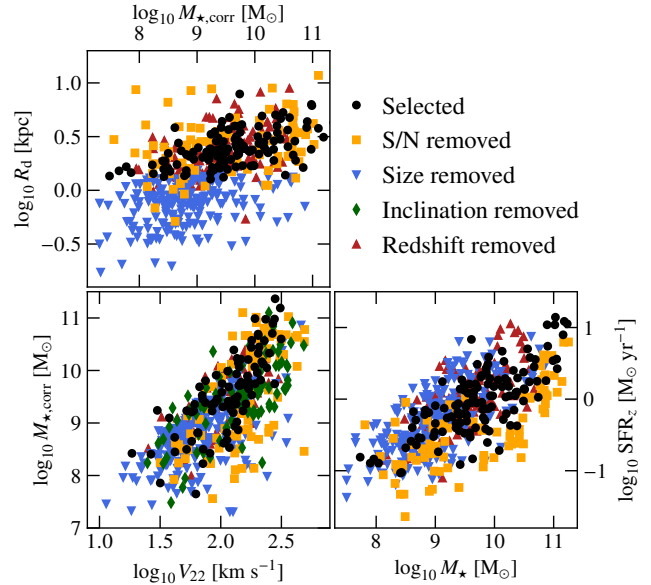 log₁₀ M⋆,corr [M⊙]
8 9 10 11
1.0
0.5
0.0
−0.5
log₁₀ R_d [kpc]
Selected
S/N removed
Size removed
Inclination removed
Redshift removed
11
10
9
8
7
log₁₀ M⋆,corr [M⊙]
1.0 1.5 2.0 2.5
log₁₀ V₂₂ [km s⁻¹]
1
0
−1
log₁₀ SFR_z [M⊙ yr⁻¹]
8 9 10 11
log₁₀ M⋆ [M⊙]